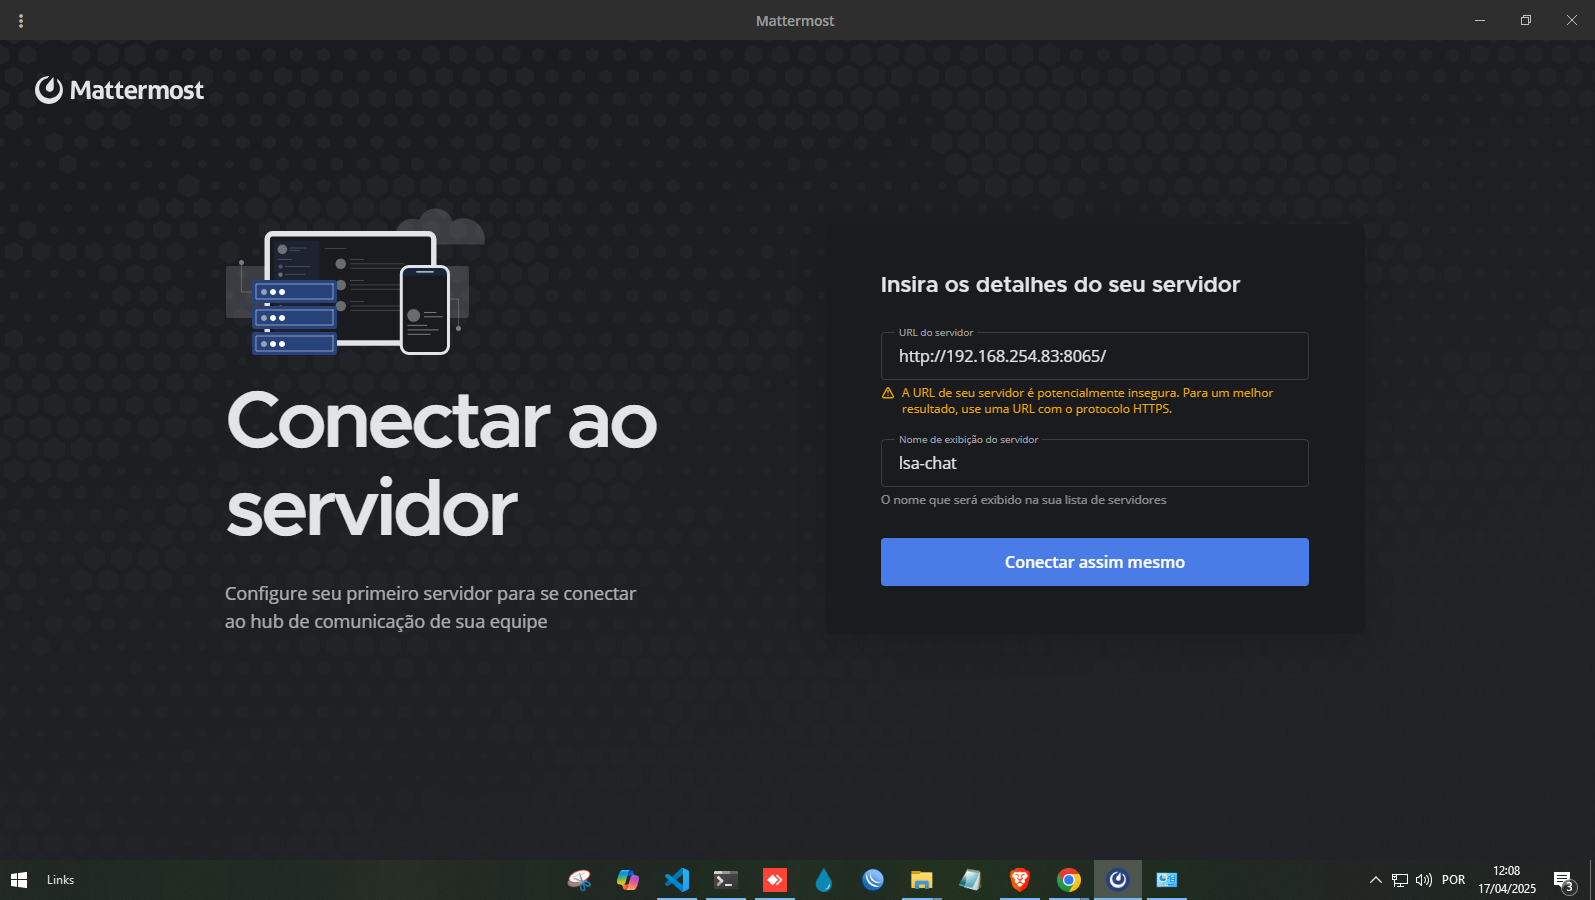 Mattermost
Mattermost
Conectar ao
servidor
Configure seu primeiro servidor para se conectar
ao hub de comunicação de sua equipe
Insira os detalhes do seu servidor
URL do servidor
http://192.168.254.83:8065/
A URL de seu servidor é potencialmente insegura. Para um melhor
resultado, use uma URL com o protocolo HTTPS.
Nome de exibição do servidor
lsa-chat
O nome que será exibido na sua lista de servidores
Conectar assim mesmo
Links
POR
12:08
17/04/2025
3